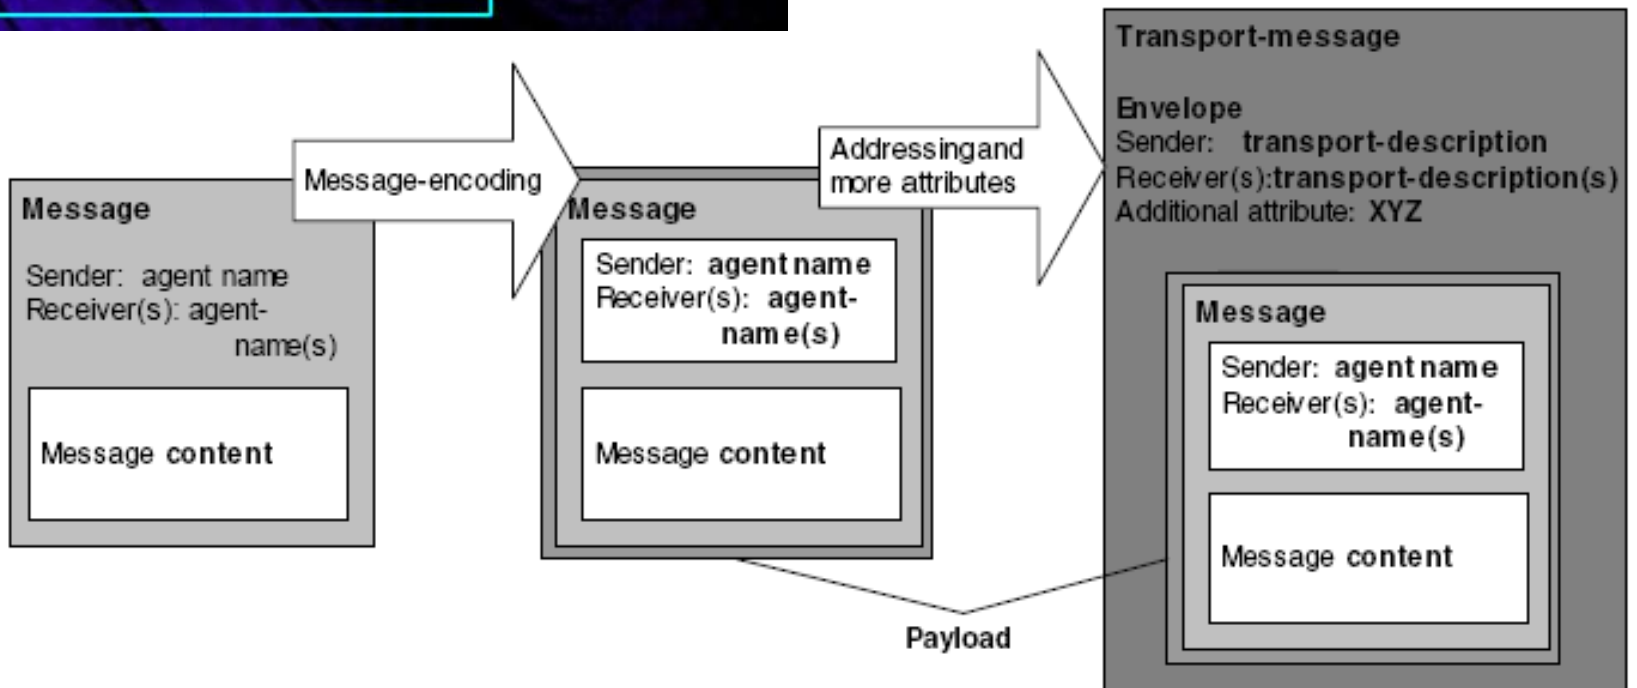 Message
Sender: agent name
Receiver(s): agent-
name(s)
Message content
Message-encoding
Message
Sender: agent name
Receiver(s): agent-
name(s)
Message content
Addressingand
more attributes
Transport-message
Envelope
Sender: transport-description
Receiver(s):transport-description(s)
Additional attribute: XYZ
Message
Sender: agent name
Receiver(s): agent-
name(s)
Message content
Payload